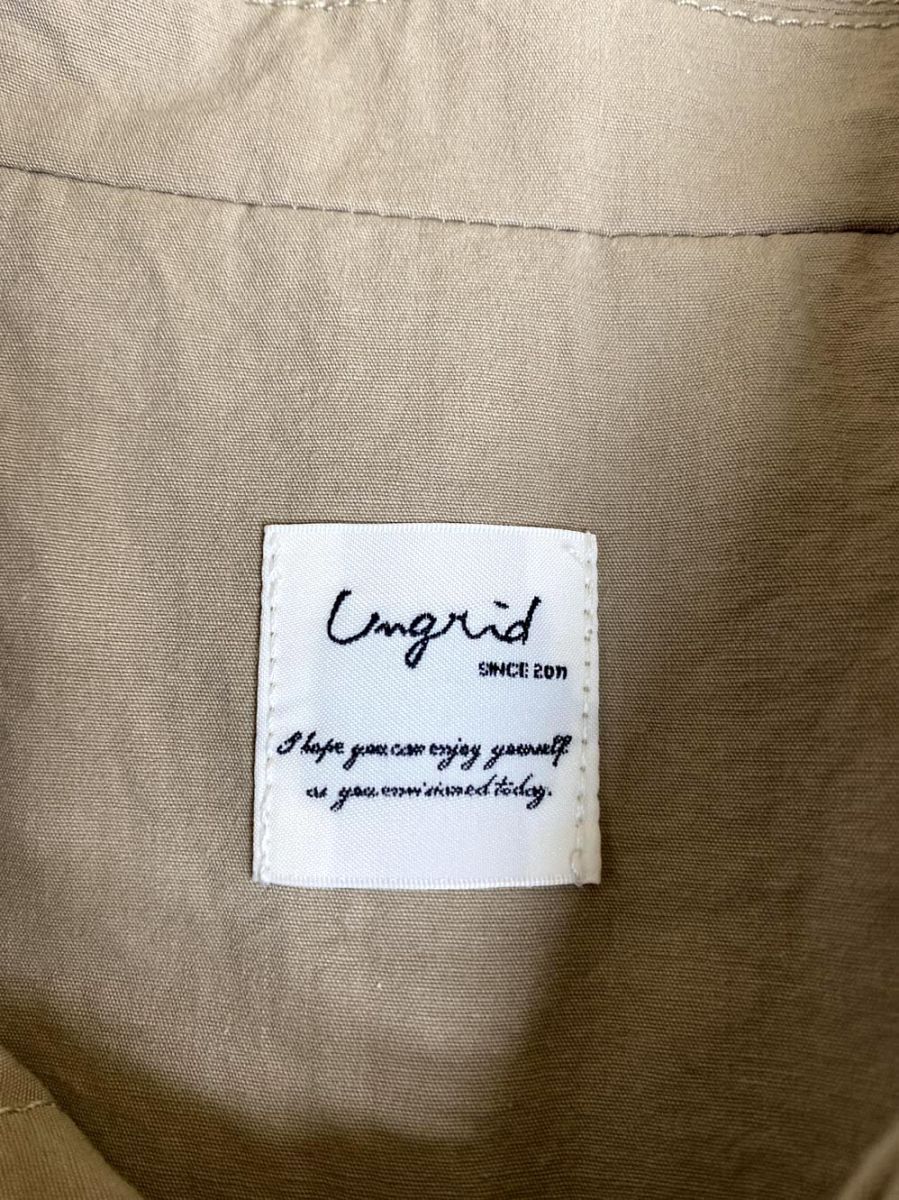 Ungrid
SINCE 2011
I hope you can enjoy yourself
as you envisioned today.